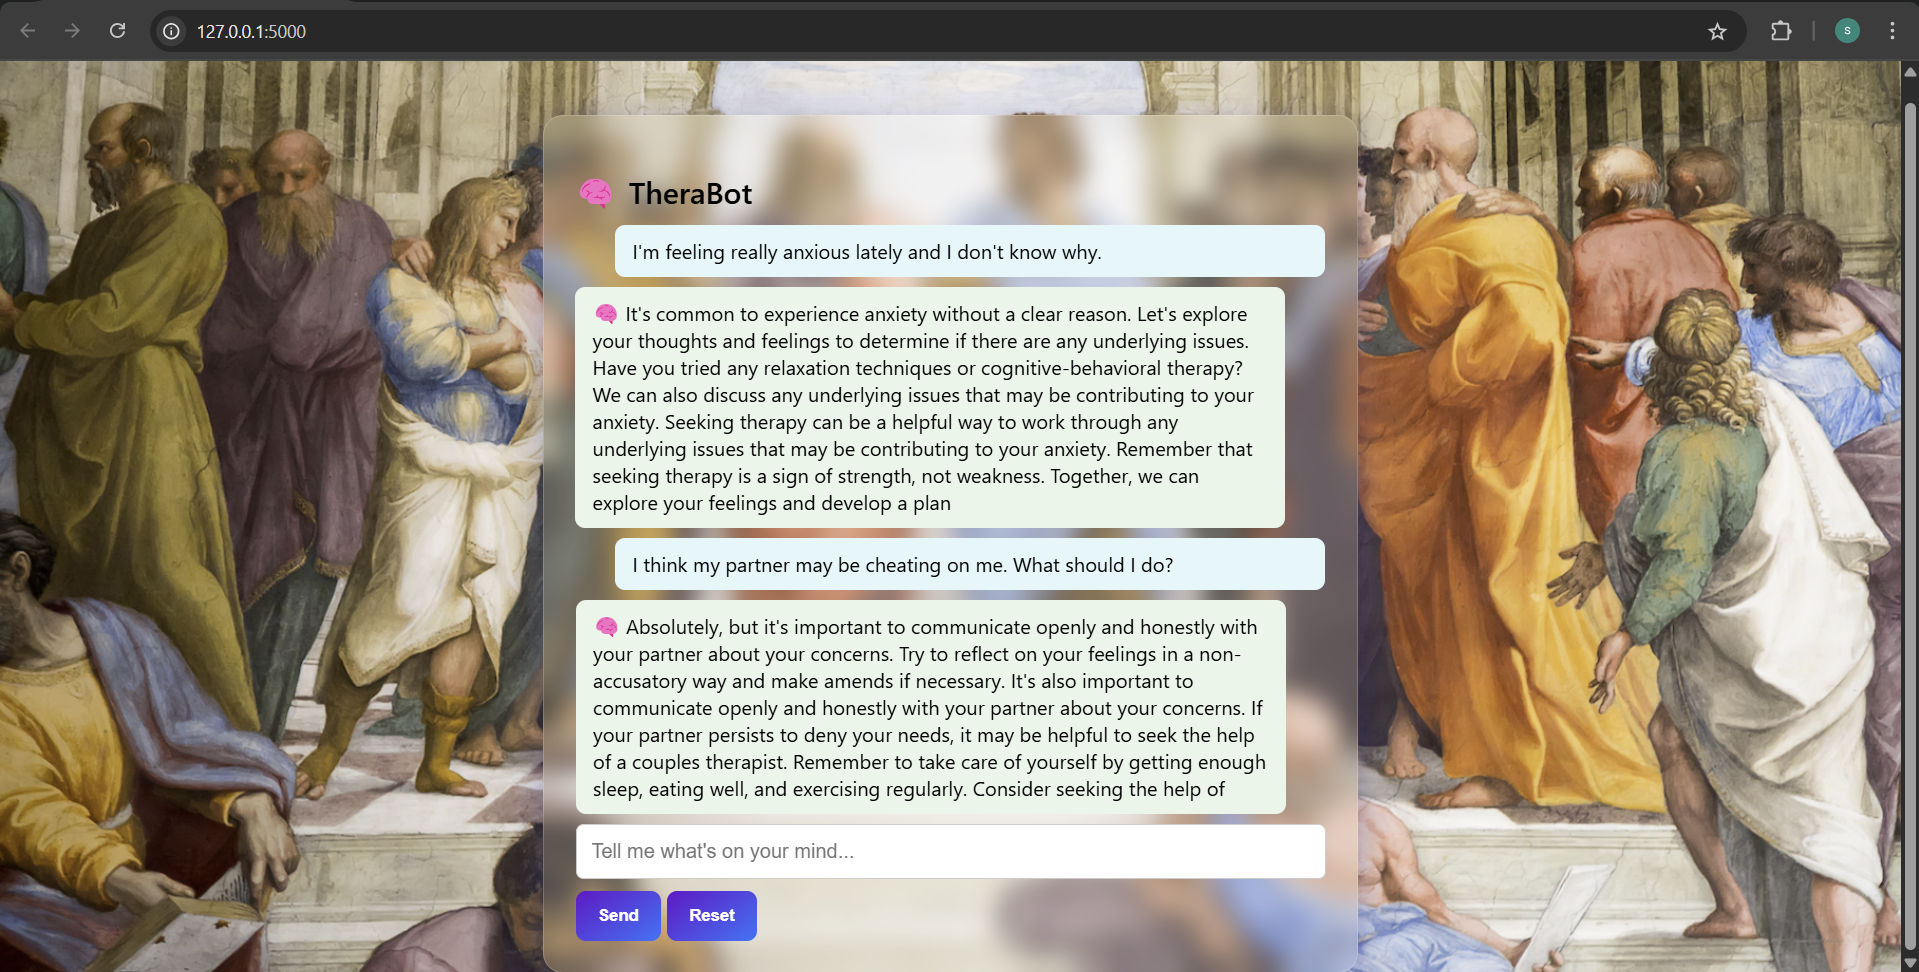 127.0.0.1:5000
S
TheraBot
I'm feeling really anxious lately and I don't know why.
It's common to experience anxiety without a clear reason. Let's explore
your thoughts and feelings to determine if there are any underlying issues.
Have you tried any relaxation techniques or cognitive-behavioral therapy?
We can also discuss any underlying issues that may be contributing to your
anxiety. Seeking therapy can be a helpful way to work through any
underlying issues that may be contributing to your anxiety. Remember that
seeking therapy is a sign of strength, not weakness. Together, we can
explore your feelings and develop a plan
I think my partner may be cheating on me. What should I do?
Absolutely, but it's important to communicate openly and honestly with
your partner about your concerns. Try to reflect on your feelings in a non-
accusatory way and make amends if necessary. It's also important to
communicate openly and honestly with your partner about your concerns. If
your partner persists to deny your needs, it may be helpful to seek the help
of a couples therapist. Remember to take care of yourself by getting enough
sleep, eating well, and exercising regularly. Consider seeking the help of
Tell me what's on your mind...
Send Reset